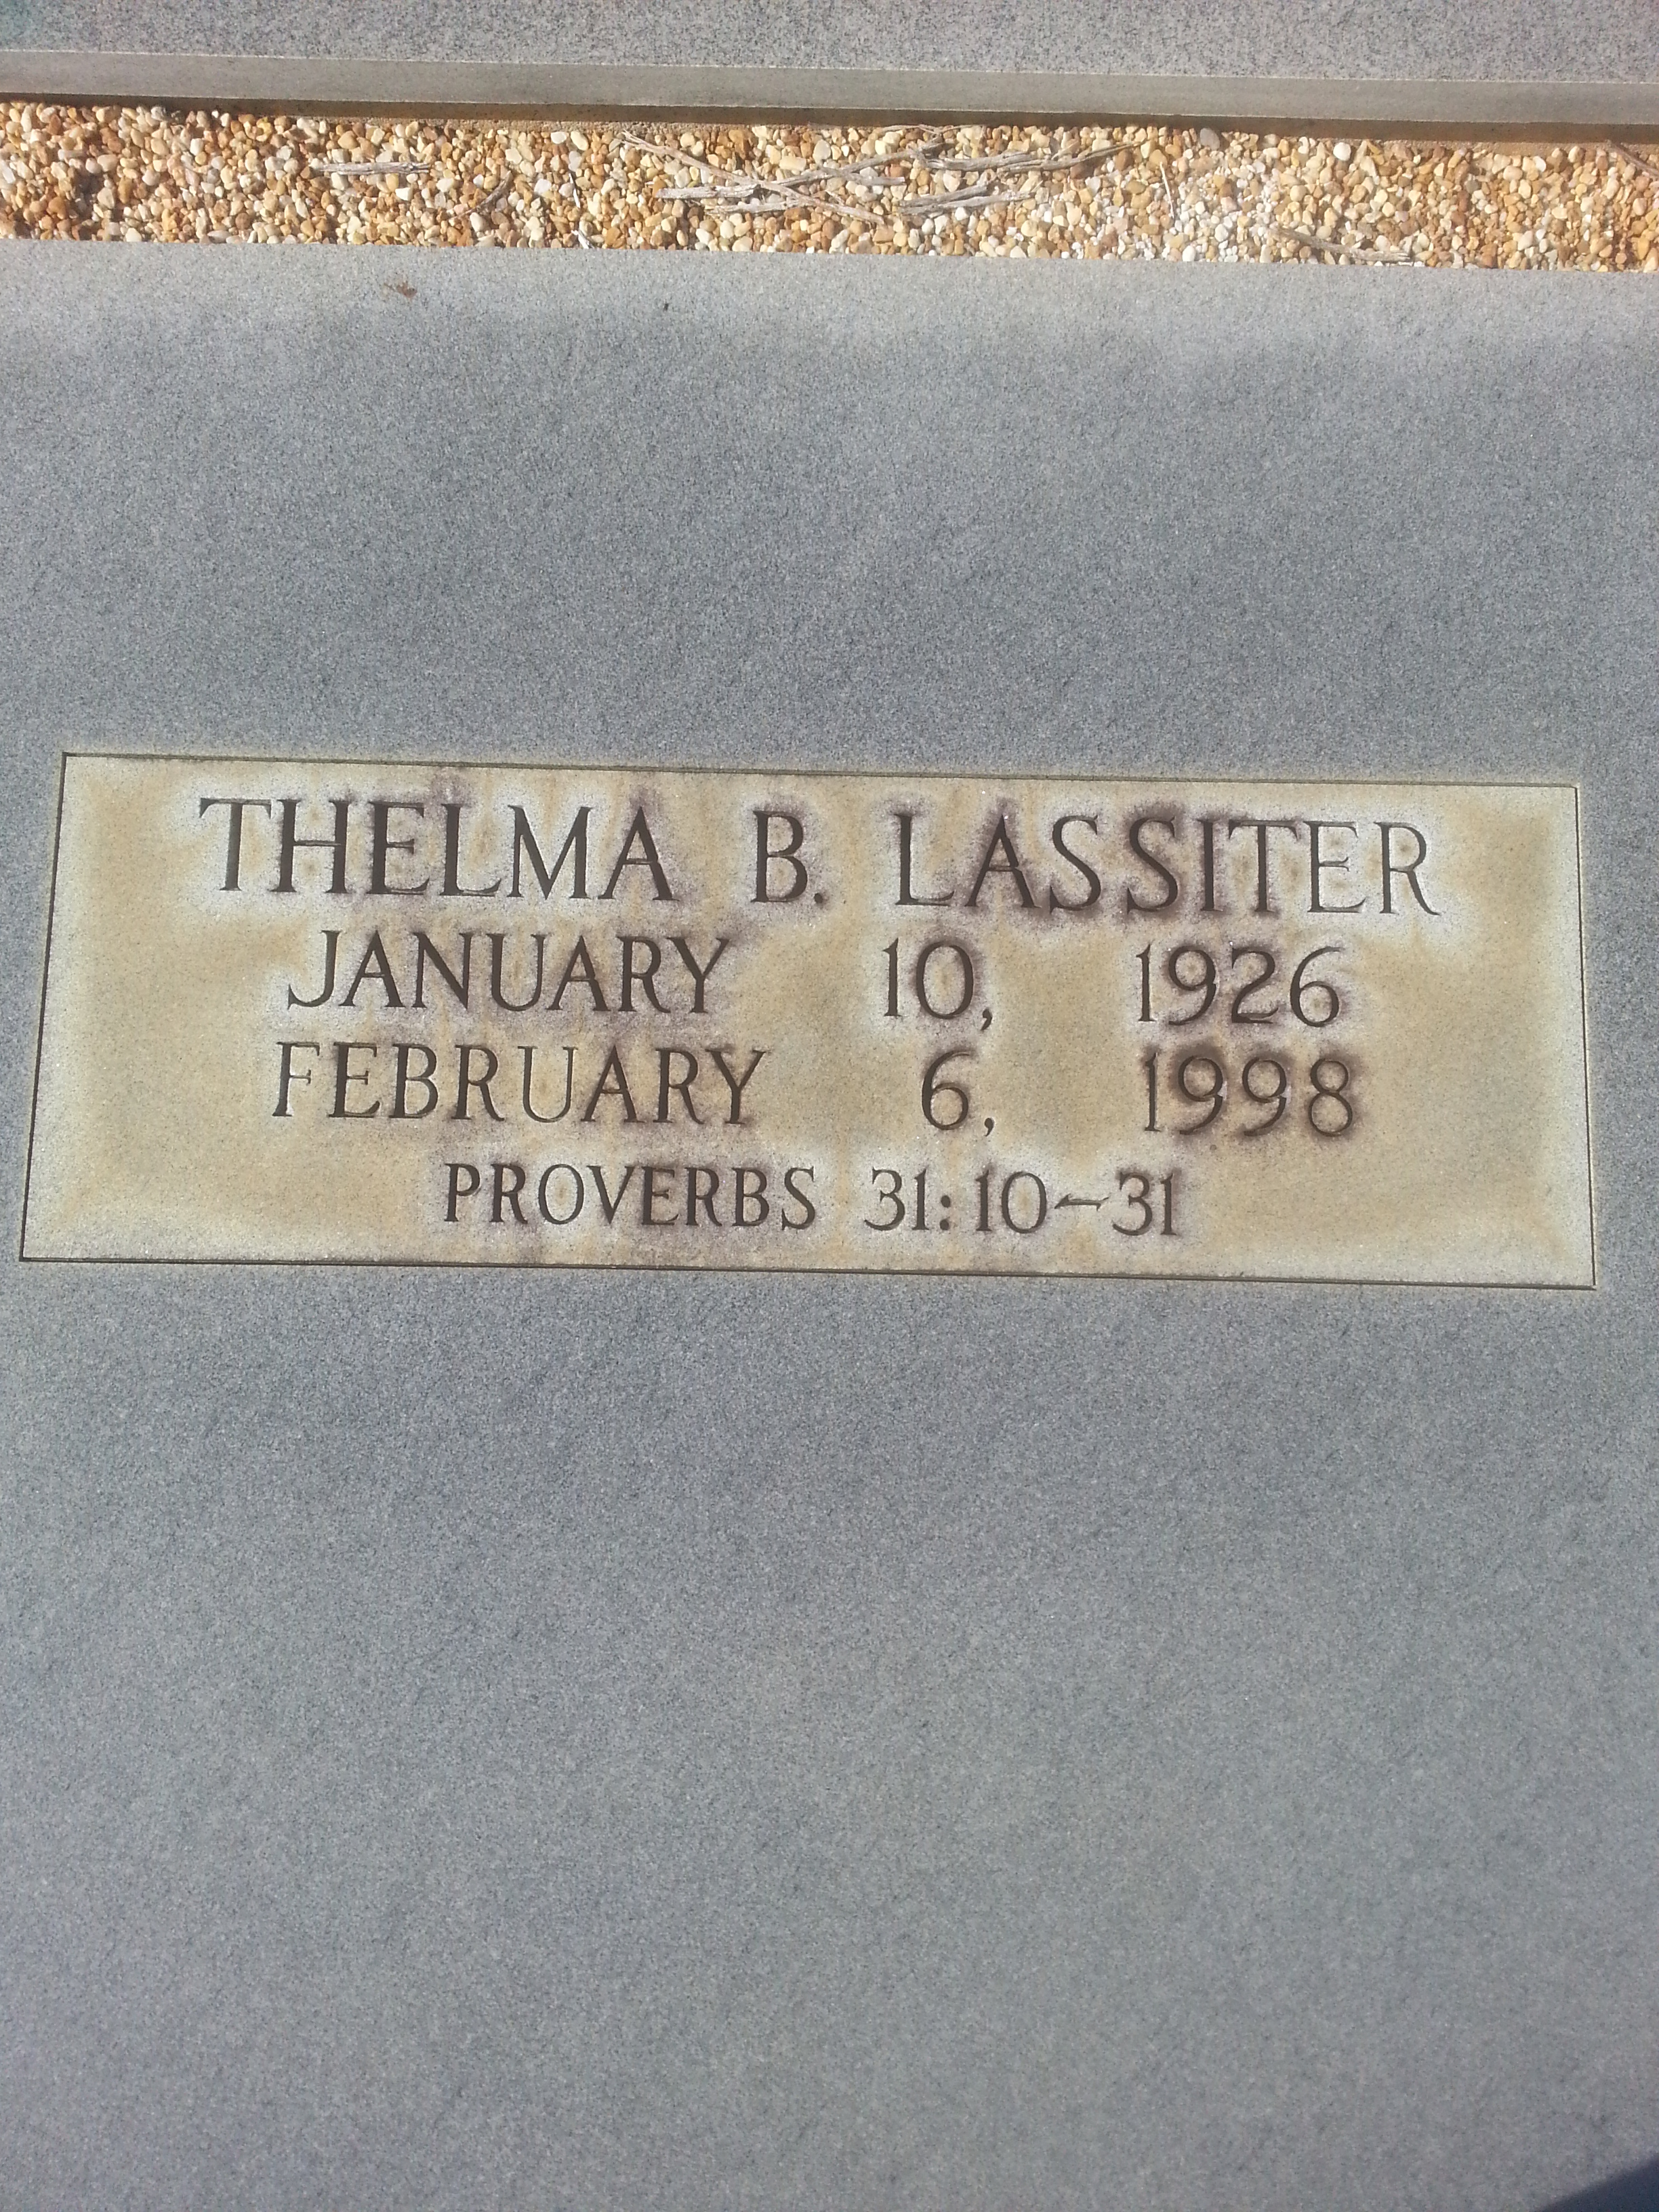 THELMA B. LASSITER
JANUARY 10, 1926
FEBRUARY 6, 1998
PROVERBS 31:10-31